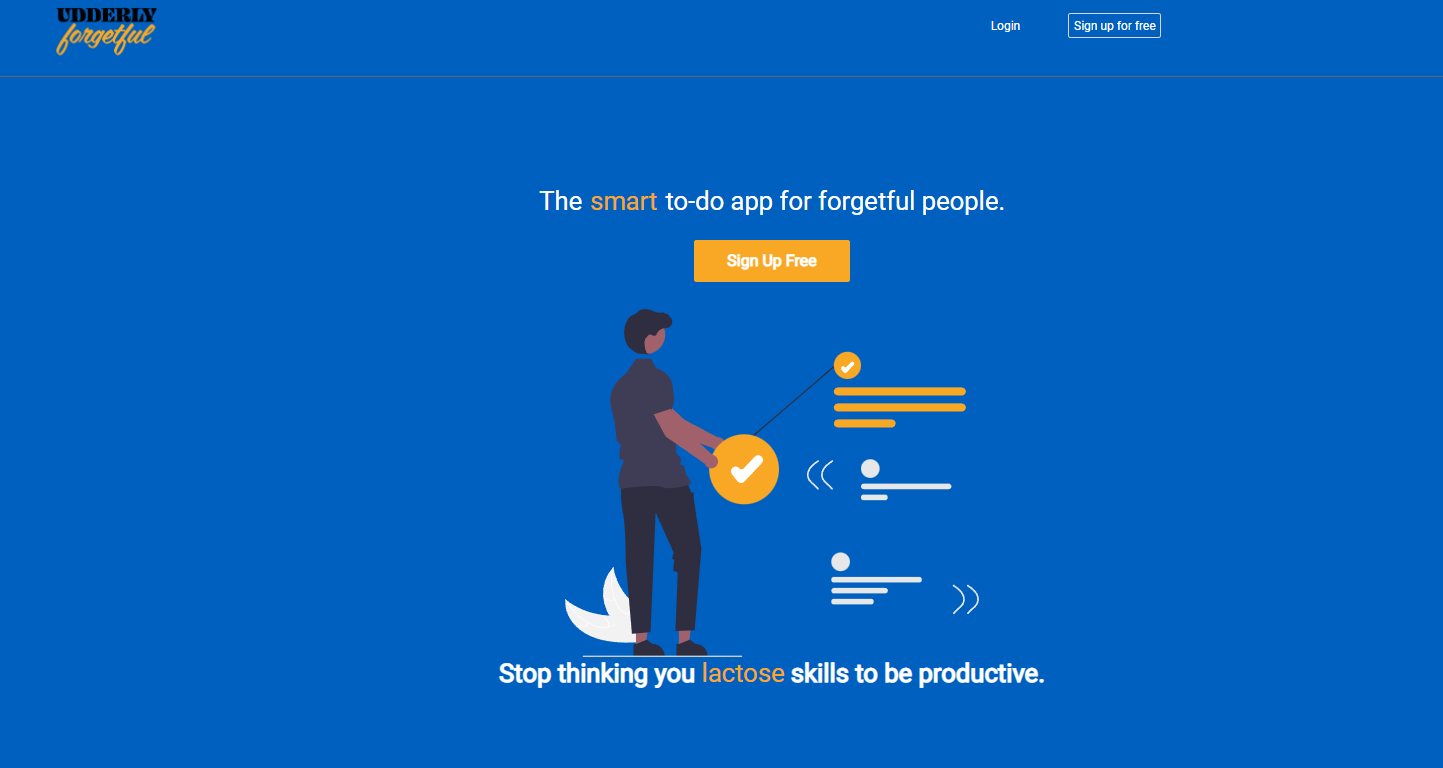 UDDERLY
forgetful
Login
Sign up for free
The smart to-do app for forgetful people.
Sign Up Free
Stop thinking you lactose skills to be productive.